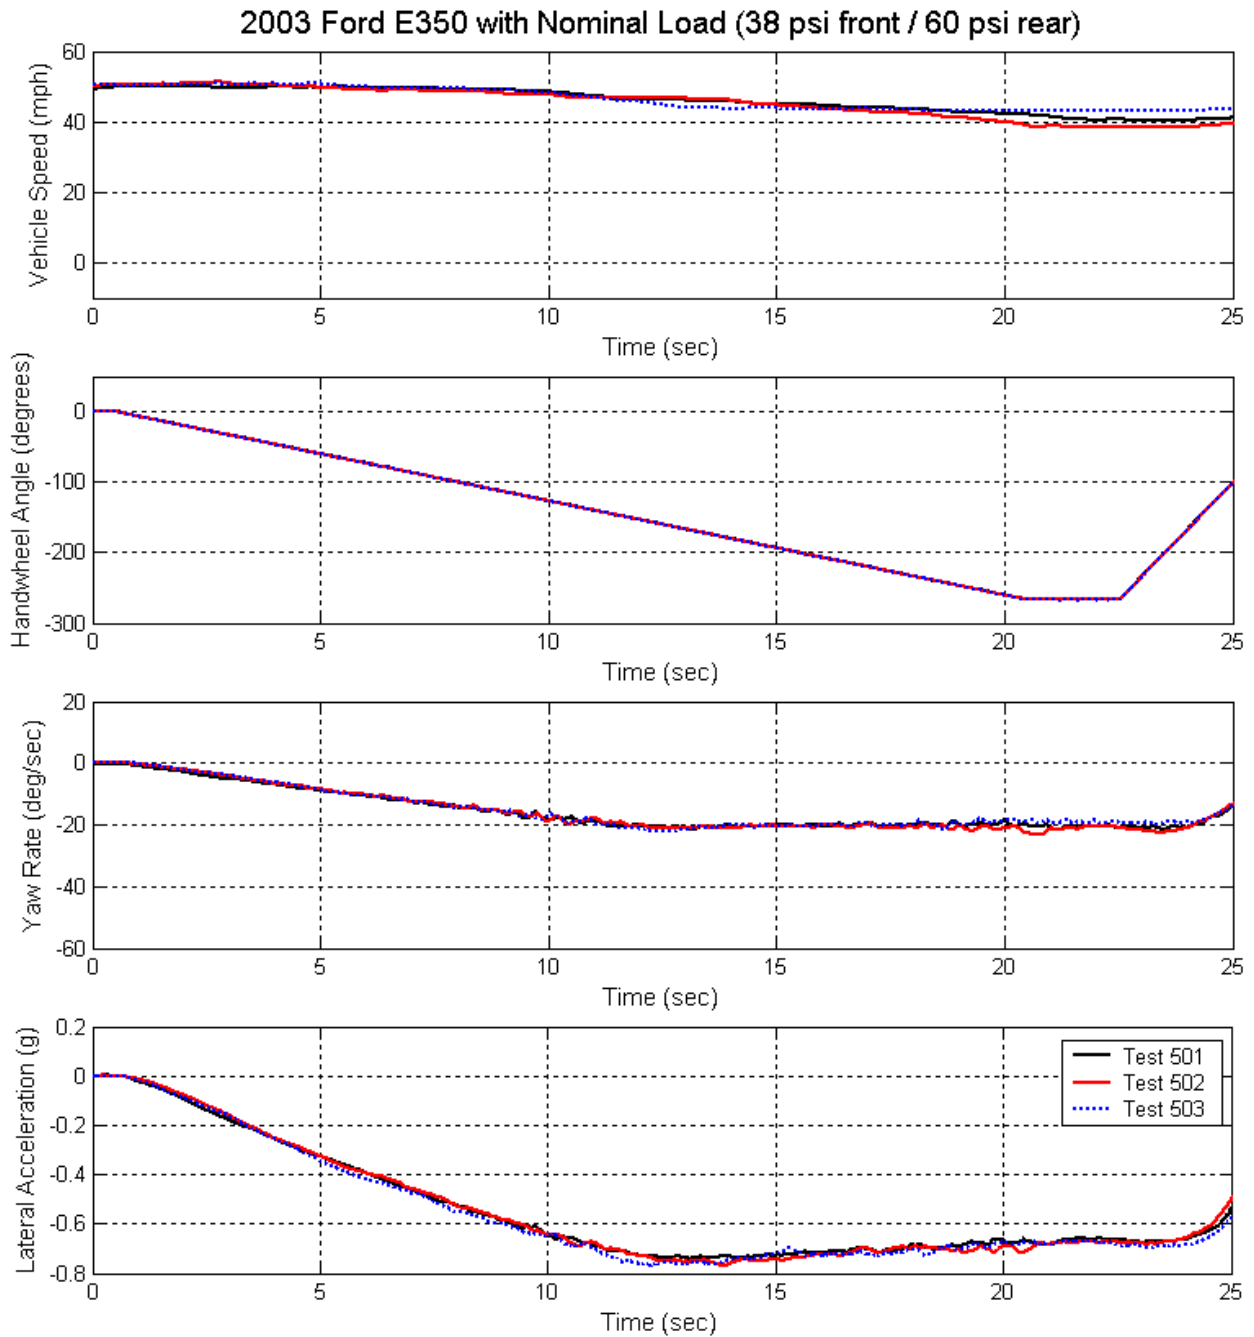 2003 Ford E350 with Nominal Load (38 psi front / 60 psi rear)
Vehicle Speed (mph)
60
40
20
0
0 5 10 15 20 25
Time (sec)
Handwheel Angle (degrees)
0
-100
-200
-300
0 5 10 15 20 25
Time (sec)
Yaw Rate (deg/sec)
20
0
-20
-40
-60
0 5 10 15 20 25
Time (sec)
Lateral Acceleration (g)
0.2
0
-0.2
-0.4
-0.6
-0.8
Test 501
Test 502
Test 503
0 5 10 15 20 25
Time (sec)